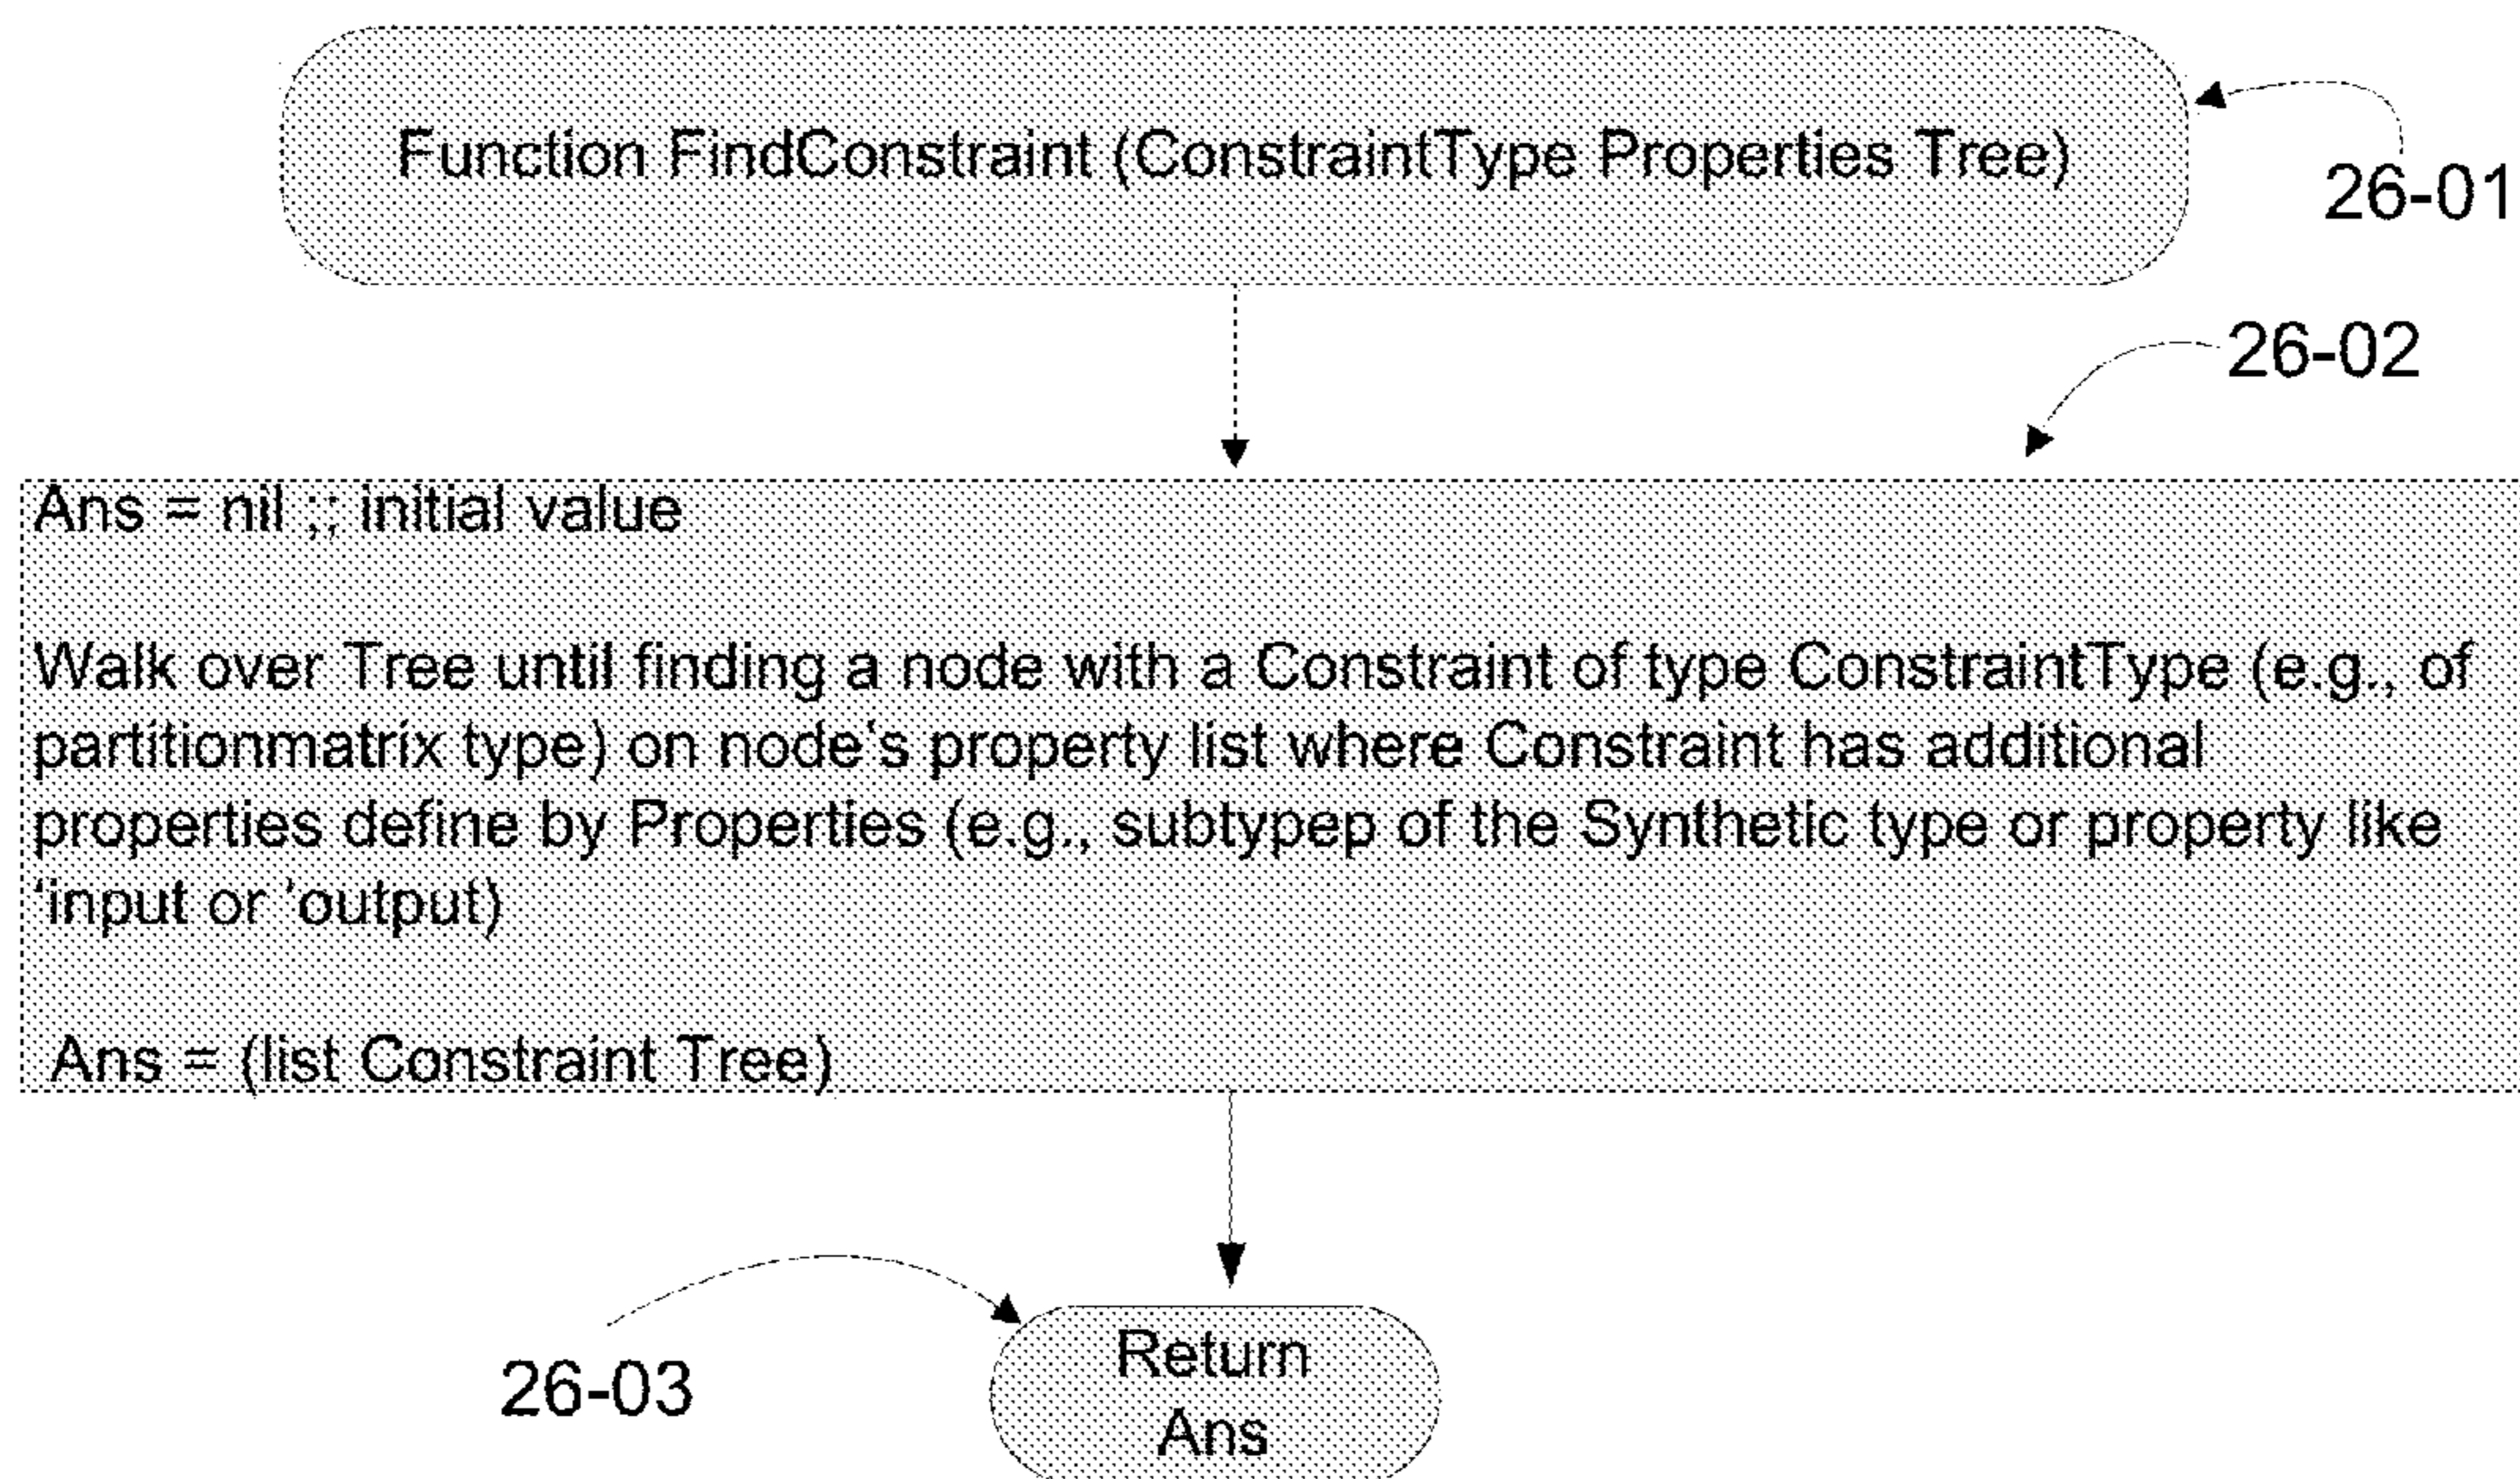 Function FindConstraint (ConstraintType Properties Tree)
26-01
26-02
Ans = nil ;; initial value
Walk over Tree until finding a node with a Constraint of type ConstraintType (e.g., of
partitionmatrix type) on node's property list where Constraint has additional
properties define by Properties (e.g., subtypep of the Synthetic type or property like
‘input or ’output)
Ans = (list Constraint Tree)
26-03
Return
Ans